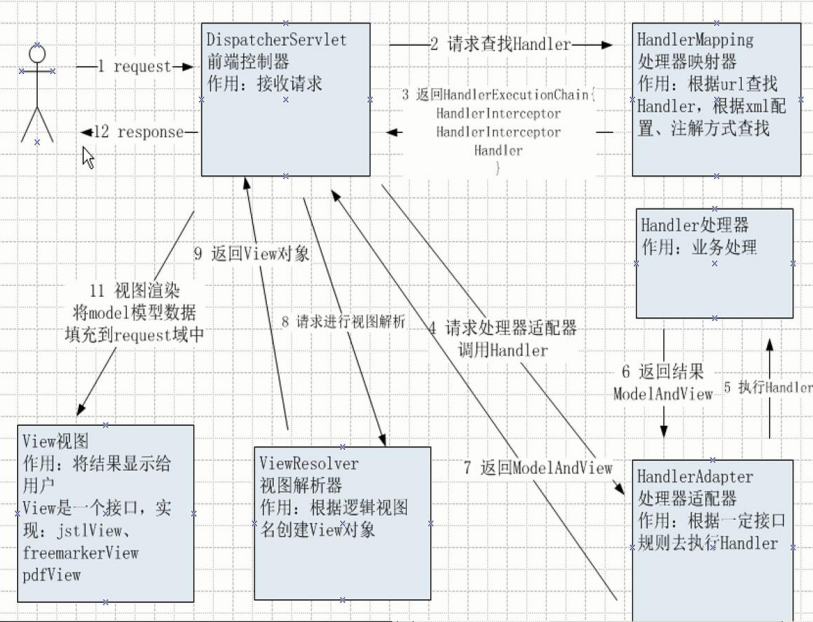 DispatcherServlet
前端控制器
作用：接收请求
1 request
12 response
2 请求查找Handler
3 返回HandlerExecutionChain{
HandlerInterceptor
HandlerInterceptor
Handler
}
HandlerMapping
处理器映射器
作用：根据url查找
Handler，根据xml配
置、注解方式查找
Handler处理器
作用：业务处理
9 返回View对象
11 视图渲染
将model模型数据
填充到request域中
8 请求进行视图解析
4 请求处理器适配器
调用Handler
6 返回结果
ModelAndView
5 执行Handler
7 返回ModelAndView
View视图
作用：将结果显示给
用户
View是一个接口，实
现：jstlView、
freemarkerView
pdfView
ViewResolver
视图解析器
作用：根据逻辑视图
名创建View对象
HandlerAdapter
处理器适配器
作用：根据一定接口
规则去执行Handler